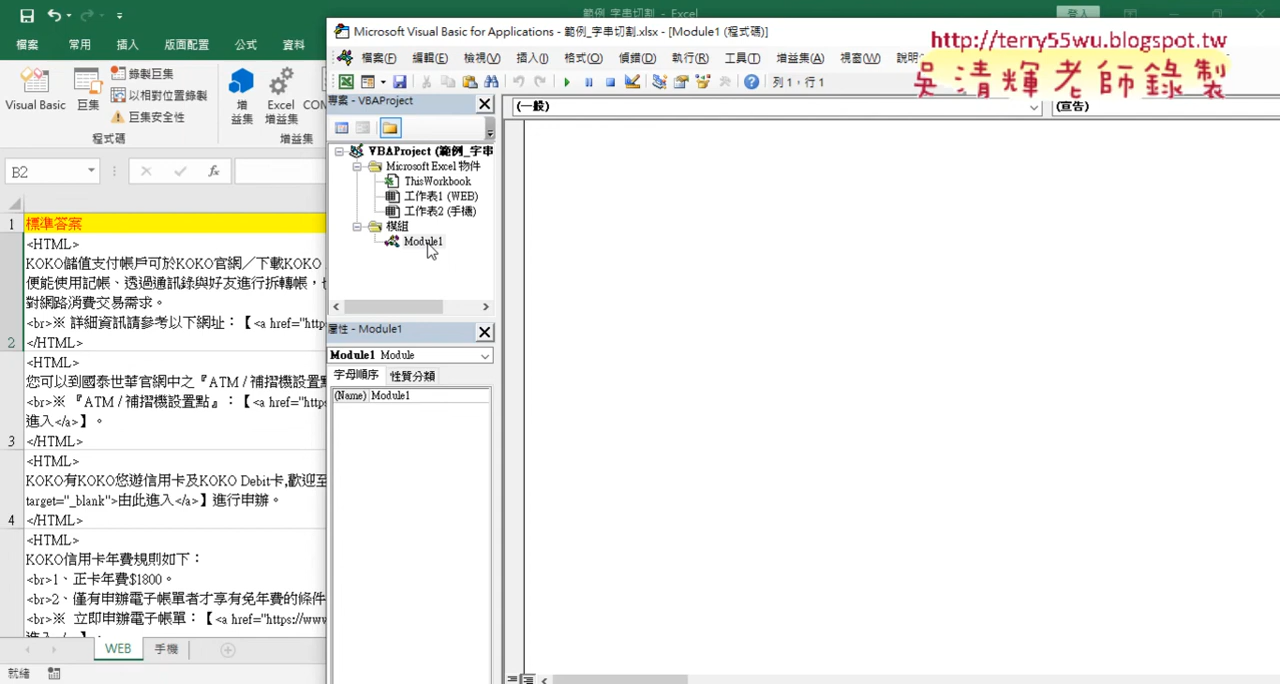 範例_字串切割 - Excel
登入
Microsoft Visual Basic for Applications - 範例_字串切割.xlsx - [Module1 (程式碼)]
http://terry55wu.blogspot.tw
吳清輝老師錄製
檔案 常用 插入 版面配置 公式 資料
檔案(F) 編輯(E) 檢視(V) 插入(I) 格式(O) 偵錯(D) 執行(R) 工具(T) 增益集(A) 視窗(W) 說明
列 1，行 1
Visual Basic
巨集
錄製巨集
以相對位置錄製
巨集安全性
程式碼
增益集
Excel 增益集
COM
增益集
專案 - VBAProject
(一般)
(宣告)
VBAProject (範例_字串
Microsoft Excel 物件
ThisWorkbook
工作表1 (WEB)
工作表2 (手機)
模組
Module1
屬性 - Module1
Module1 Module
字母順序 性質分類
(Name) Module1
B2
fx
1 標準答案
<HTML>
KOKO儲值支付帳戶可於KOKO官網／下載KOKO
便能使用記帳、透過通訊錄與好友進行拆轉帳，
對網路消費交易需求。
<br>※ 詳細資訊請參考以下網址：【<a href="http
2 </HTML>
<HTML>
您可以到國泰世華官網中之『ATM / 補摺機設置點
<br>※『ATM / 補摺機設置點』：【<a href="https
進入</a>】。
3 </HTML>
<HTML>
KOKO有KOKO您遊信用卡及KOKO Debit卡,歡迎至
target="_blank">由此進入</a>】進行申辦。
4 </HTML>
<HTML>
KOKO信用卡年費規則如下：
<br>1、正卡年費$1800。
<br>2、僅有申辦電子帳單者才享有免年費的條件
<br>※ 立即申辦電子帳單：【<a href="https://www
WEB 手機
就緒